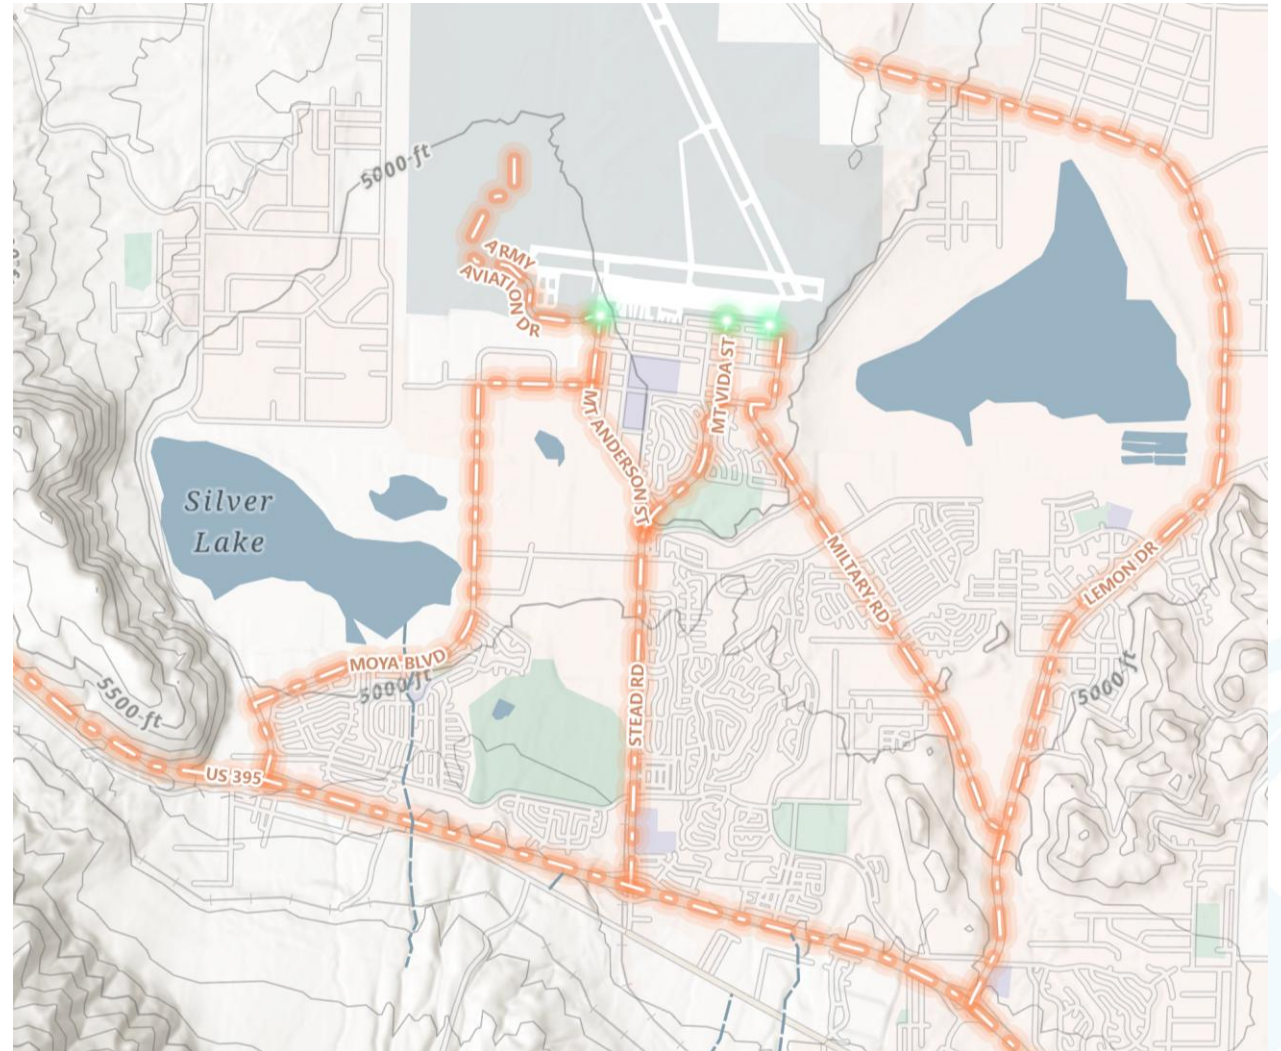 5000-ft
ARMY
AVIATION DR
MT VIDA ST
MT ANDERSON ST
Silver
Lake
MILTARY RD
LEMON DR
MOYA BLVD
5000 ft
5000-ft
5500-ft
STEAD RD
US 395